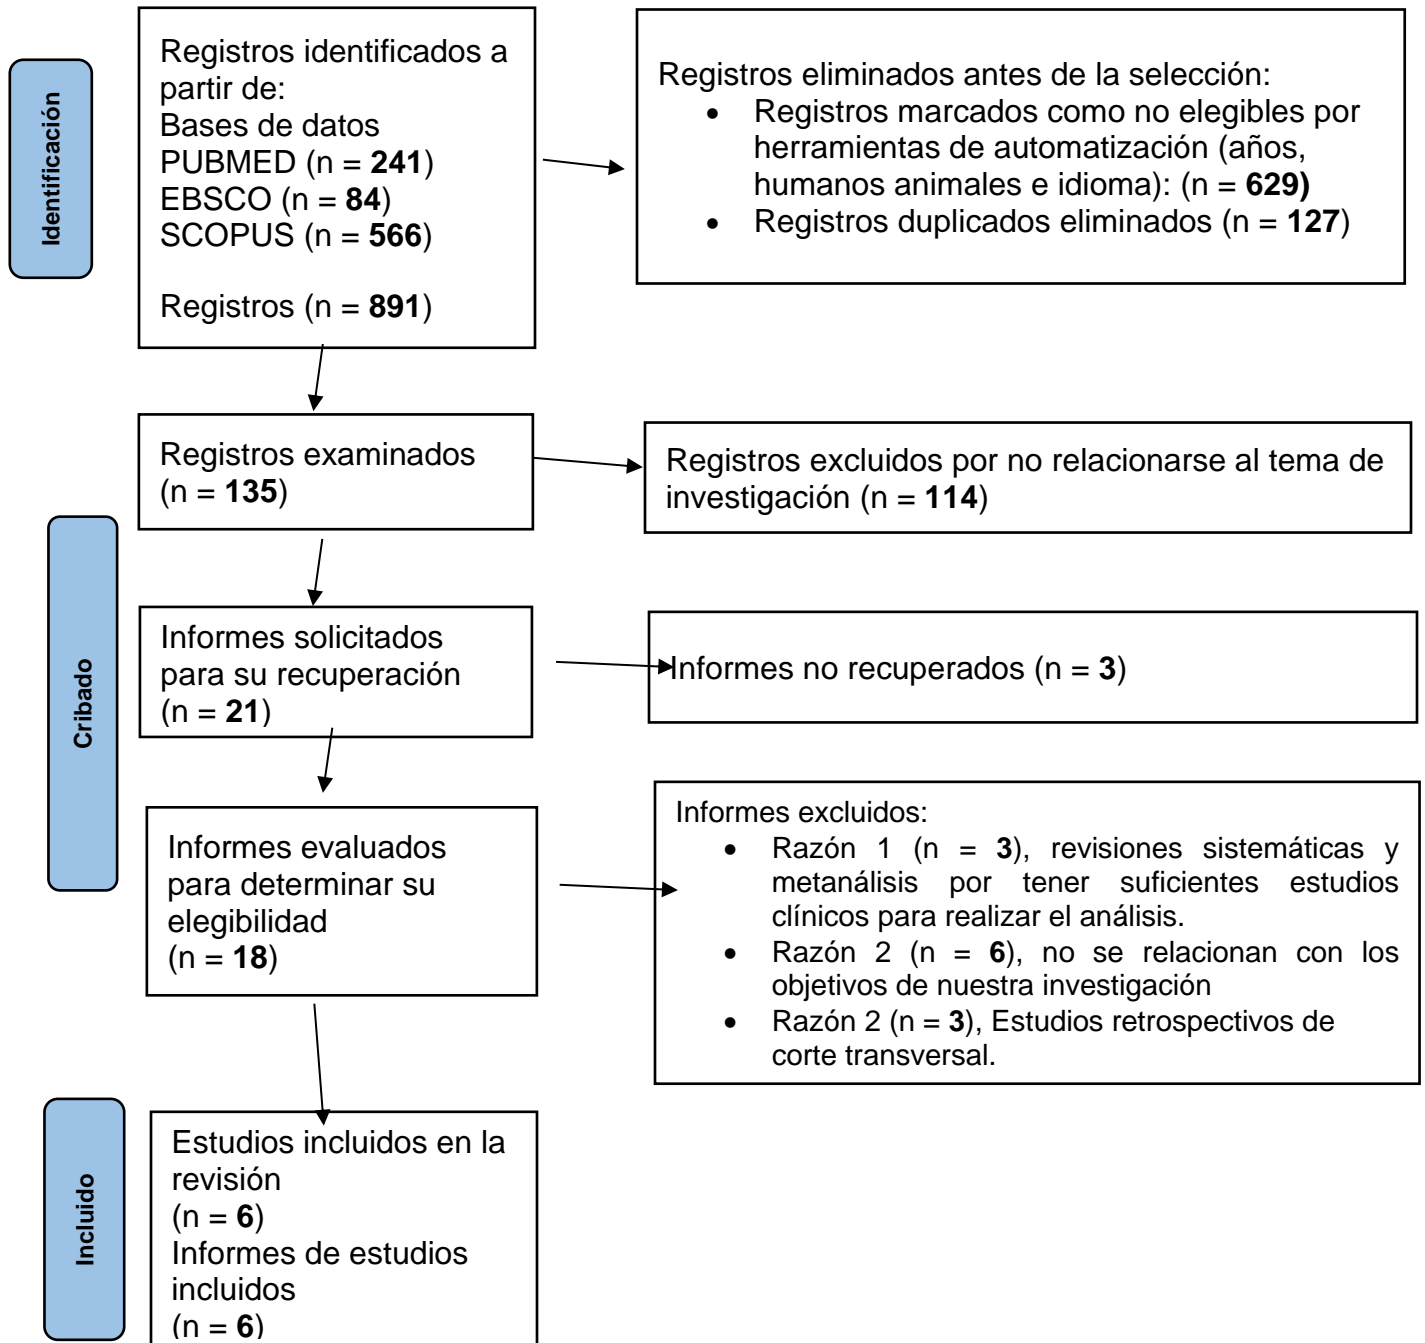 Identificación
Registros identificados a
partir de:
Bases de datos
PUBMED (n = 241)
EBSCO (n = 84)
SCOPUS (n = 566)
Registros (n = 891)
Registros eliminados antes de la selección:
• Registros marcados como no elegibles por
herramientas de automatización (años,
humanos animales e idioma): (n = 629)
• Registros duplicados eliminados (n = 127)
Cribado
Registros examinados
(n = 135)
Registros excluidos por no relacionarse al tema de
investigación (n = 114)
Informes solicitados
para su recuperación
(n = 21)
Informes no recuperados (n = 3)
Informes evaluados
para determinar su
elegibilidad
(n = 18)
Informes excluidos:
• Razón 1 (n = 3), revisiones sistemáticas y
metanálisis por tener suficientes estudios
clínicos para realizar el análisis.
• Razón 2 (n = 6), no se relacionan con los
objetivos de nuestra investigación
• Razón 2 (n = 3), Estudios retrospectivos de
corte transversal.
Incluido
Estudios incluidos en la
revisión
(n = 6)
Informes de estudios
incluidos
(n = 6)